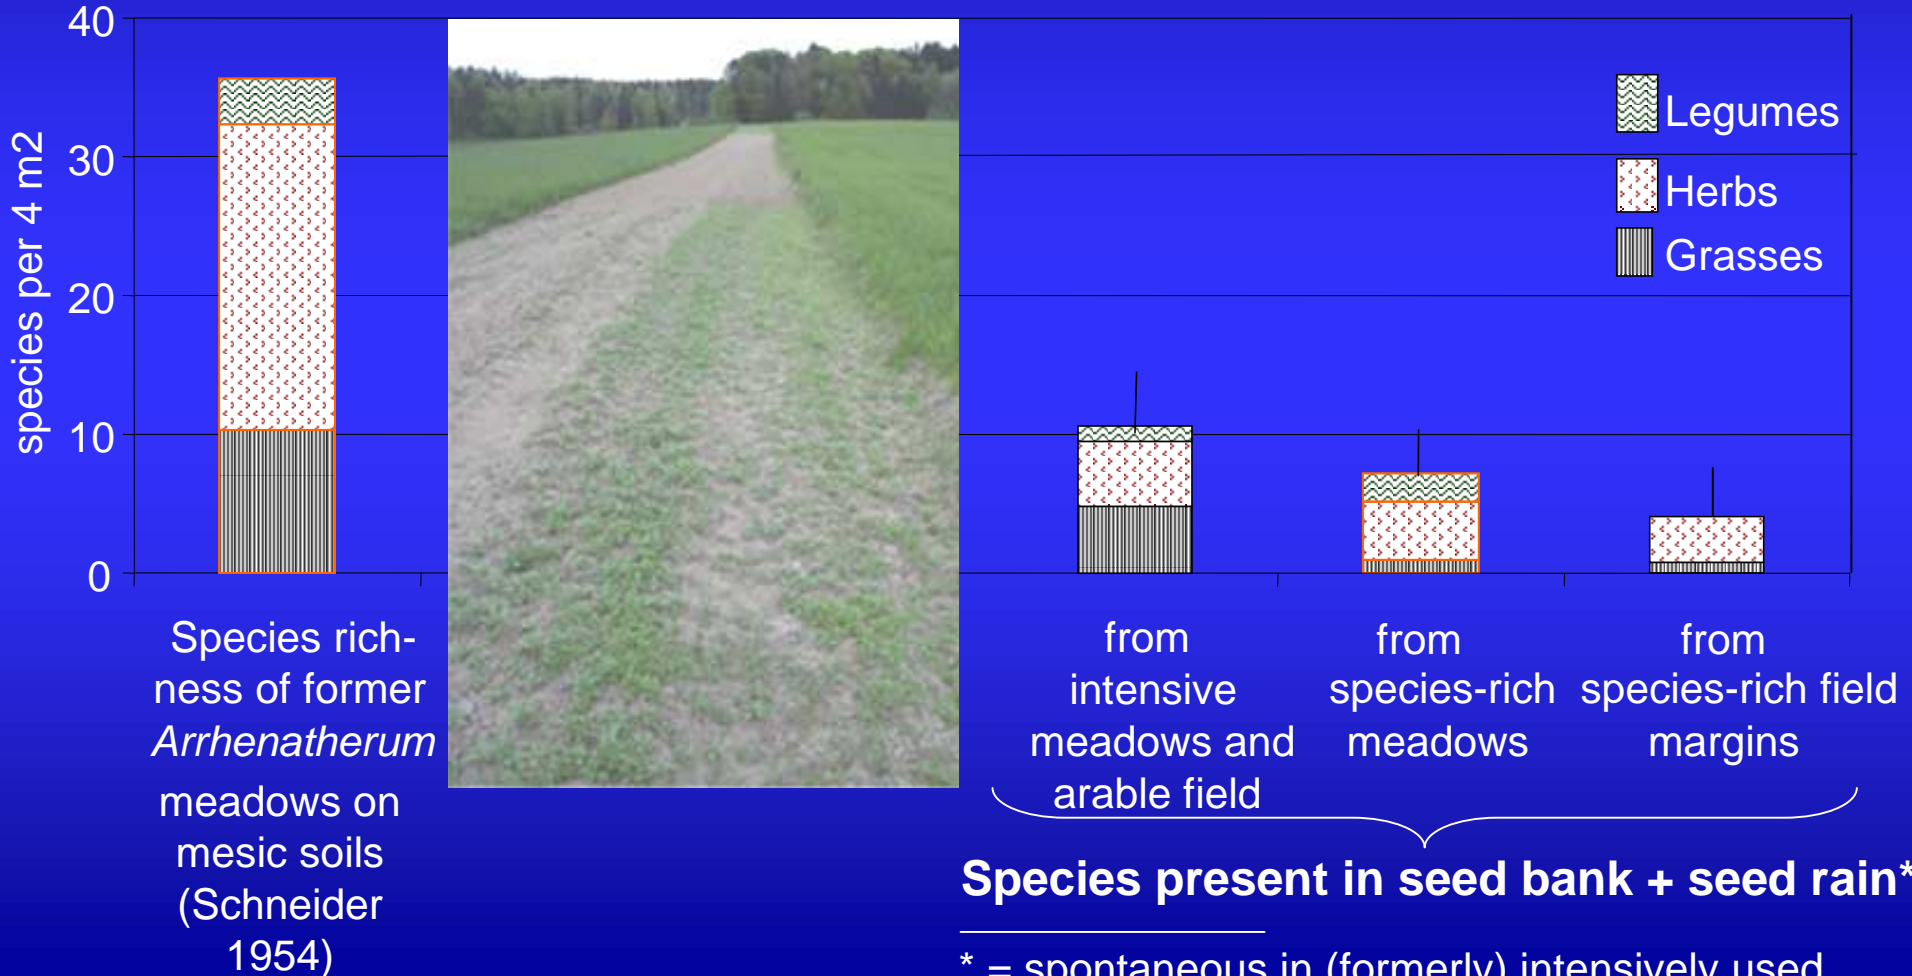 40
30
20
10
0
species per 4 m2
Legumes
Herbs
Grasses
Species rich-
ness of former
Arrhenatherum
meadows on
mesic soils
(Schneider
1954)
from
intensive
meadows and
arable field
from
species-rich
meadows
from
species-rich field
margins
Species present in seed bank + seed rain*
* = spontaneous in (formerly) intensively used